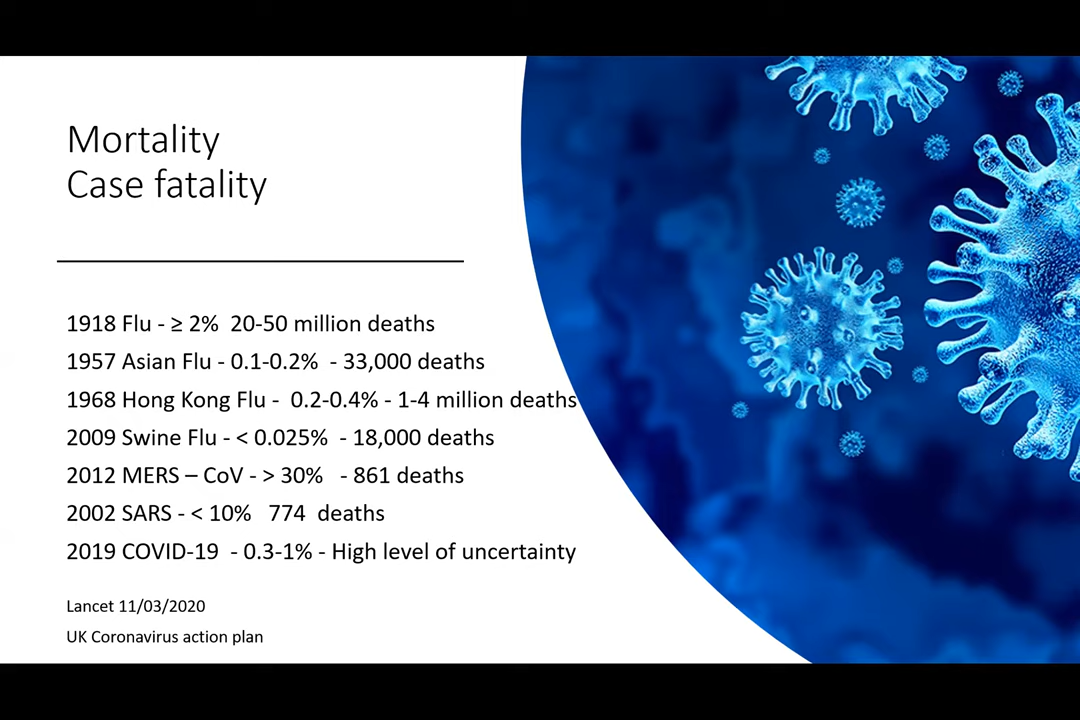 Mortality
Case fatality
1918 Flu - ≥ 2%  20-50 million deaths
1957 Asian Flu - 0.1-0.2%  - 33,000 deaths
1968 Hong Kong Flu -  0.2-0.4% - 1-4 million deaths
2009 Swine Flu - < 0.025%  - 18,000 deaths
2012 MERS – CoV - > 30%   - 861 deaths
2002 SARS - < 10%   774  deaths
2019 COVID-19  - 0.3-1% - High level of uncertainty
Lancet 11/03/2020
UK Coronavirus action plan